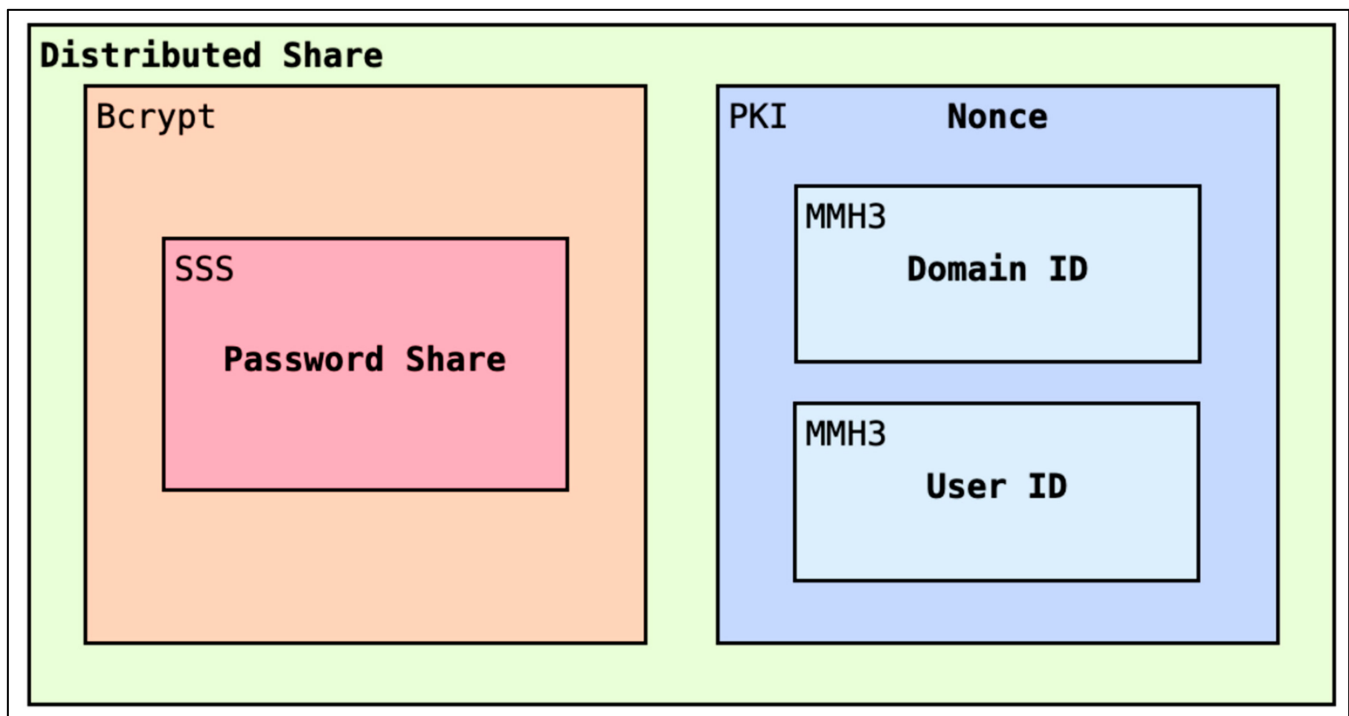 Distributed Share
Bcrypt
SSS
Password Share
PKI Nonce
MMH3
Domain ID
MMH3
User ID